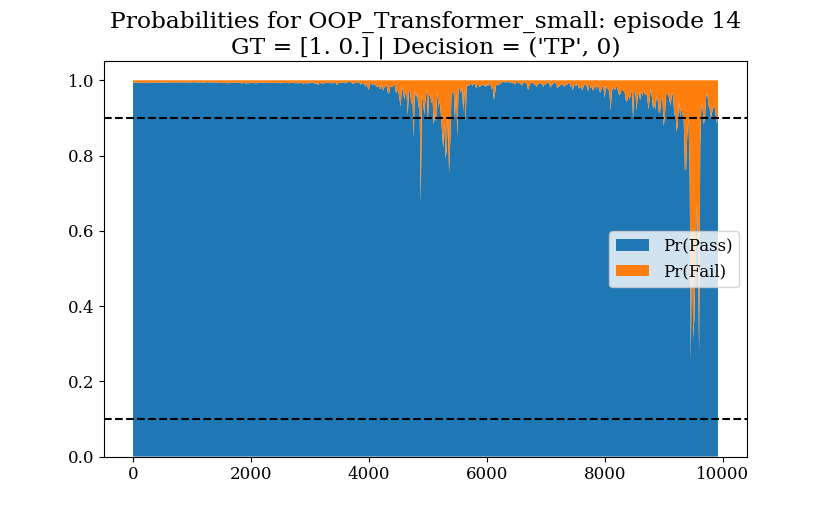 Probabilities for OOP_Transformer_small: episode 14
GT = [1. 0.] | Decision = ('TP', 0)
1.0
0.8
0.6
0.4
0.2
0.0
Pr(Pass)
Pr(Fail)
0 2000 4000 6000 8000 10000